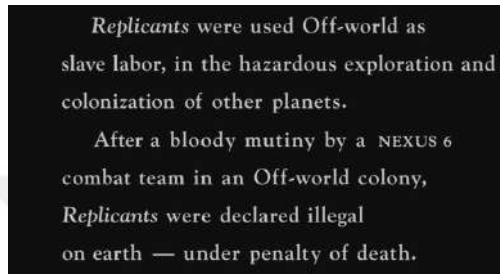 Replicants were used Off-world as
slave labor, in the hazardous exploration and
colonization of other planets.
After a bloody mutiny by a NEXUS 6
combat team in an Off-world colony,
Replicants were declared illegal
on earth — under penalty of death.